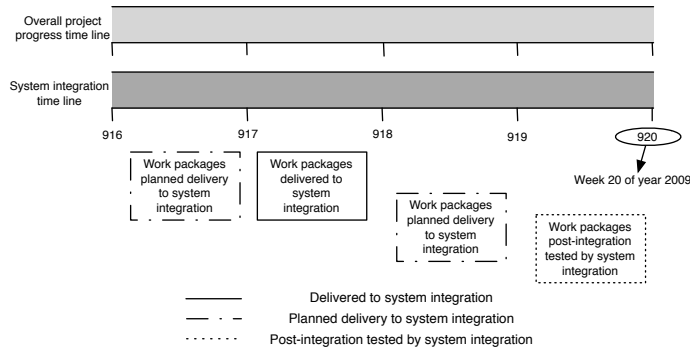 Overall project
progress time line
System integration
time line
916
917
918
919
920
Work packages
planned delivery
to system
integration
Work packages
delivered to
system
integration
Work packages
planned delivery
to system
integration
Week 20 of year 2009
Work packages
post-integration
tested by system
integration
Delivered to system integration
Planned delivery to system integration
Post-integration tested by system integration